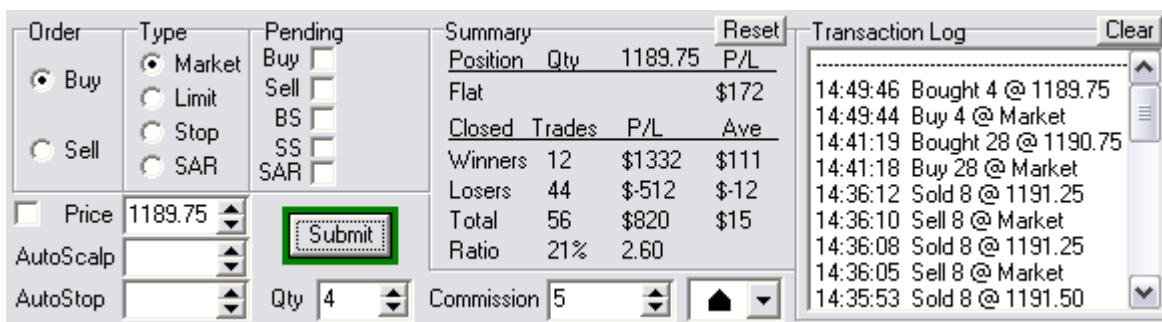 Order
Buy
Sell
Type
Market
Limit
Stop
SAR
Pending
Buy
Sell
BS
SS
SAR
Price 1189.75
AutoScalp
AutoStop
Submit
Qty 4
Summary Reset
Position Qty 1189.75 P/L
Flat $172
Closed Trades P/L Ave
Winners 12 $1332 $111
Losers 44 $-512 $-12
Total 56 $820 $15
Ratio 21% 2.60
Commission 5
Transaction Log Clear
--------------------------------------------------------
14:49:46 Bought 4 @ 1189.75
14:49:44 Buy 4 @ Market
14:41:19 Bought 28 @ 1190.75
14:41:18 Buy 28 @ Market
14:36:12 Sold 8 @ 1191.25
14:36:10 Sell 8 @ Market
14:36:08 Sold 8 @ 1191.25
14:36:05 Sell 8 @ Market
14:35:53 Sold 8 @ 1191.50